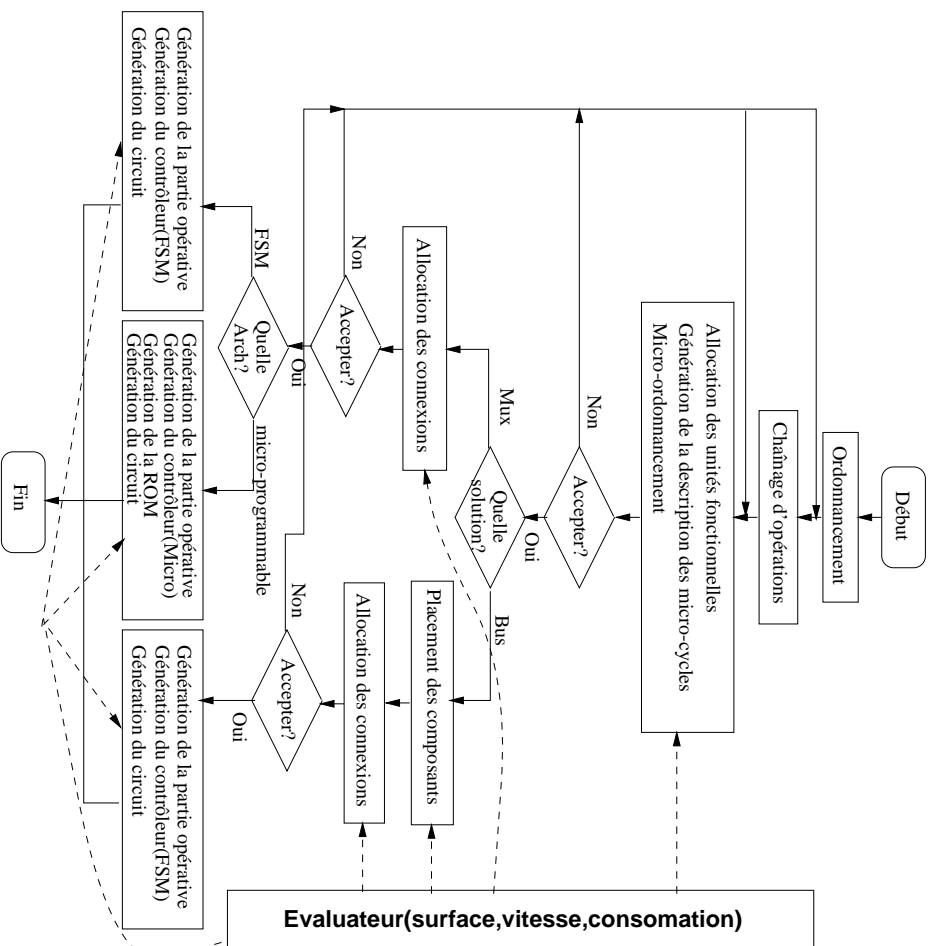 Début
Ordonnancement
Chaînage d'opérations
Allocation des unités fonctionnelles
Génération de la description des micro-cycles
Micro-ordonnancement
Accepter?
Non
Oui
Quelle
solution?
Mux
Bus
Allocation des connexions
Placement des composants
Accepter?
Non
Oui
Allocation des connexions
Quelle
Arch?
FSM
micro-programmable
Accepter?
Non
Oui
Génération de la partie opérative
Génération du contrôleur(FSM)
Génération du circuit
Génération de la partie opérative
Génération du contrôleur(Micro)
Génération de la ROM
Génération du circuit
Génération de la partie opérative
Génération du contrôleur(FSM)
Génération du circuit
Fin
Evaluateur(surface,vitesse,consomation)